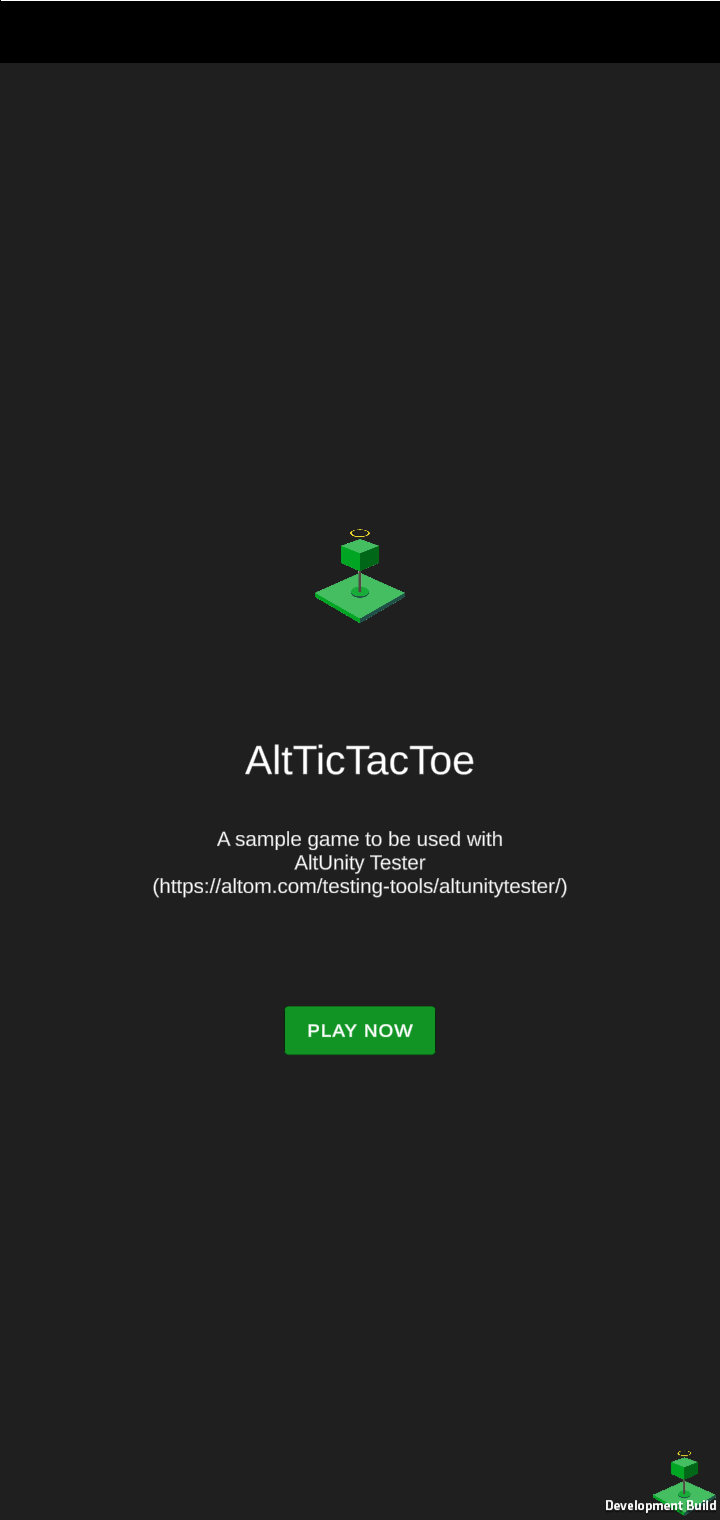 AltTicTacToe
A sample game to be used with
AltUnity Tester
(https://altom.com/testing-tools/altunitytester/)
PLAY NOW
Development Build